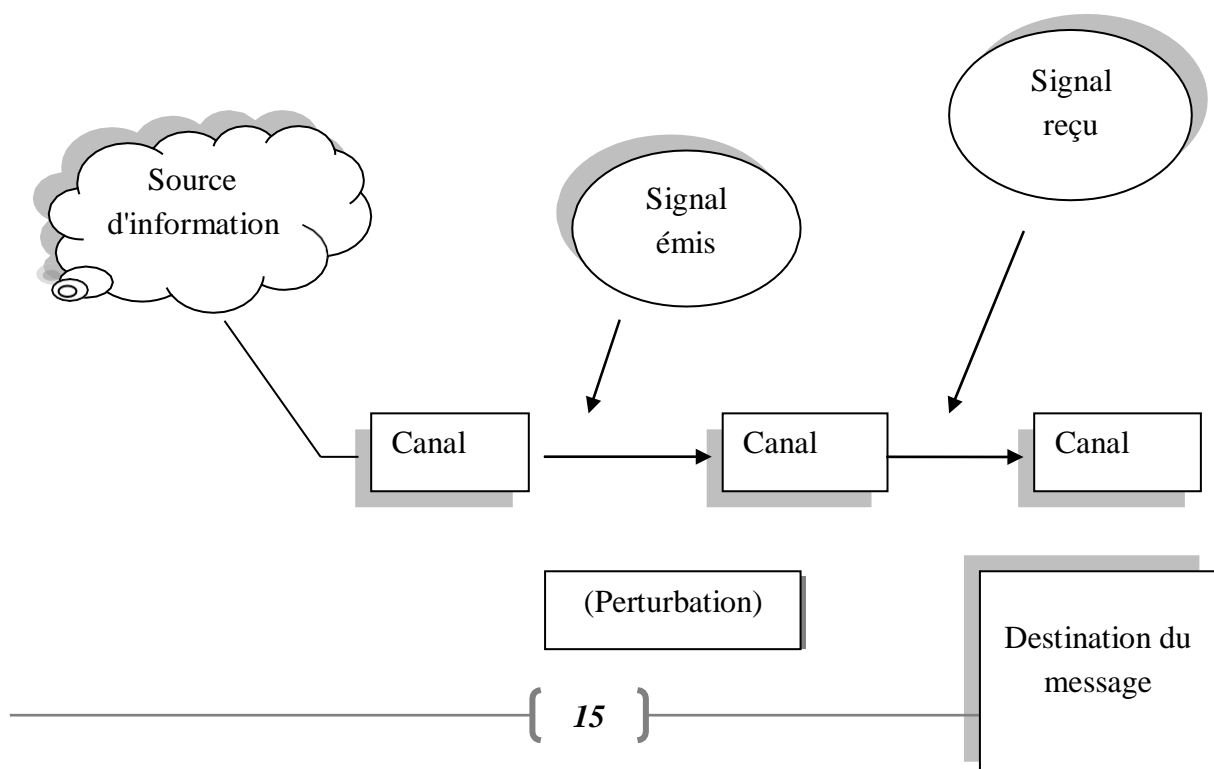 Signal
reçu
Source
d'information
Signal
émis
Canal
Canal
Canal
(Perturbation)
Destination du
message
15